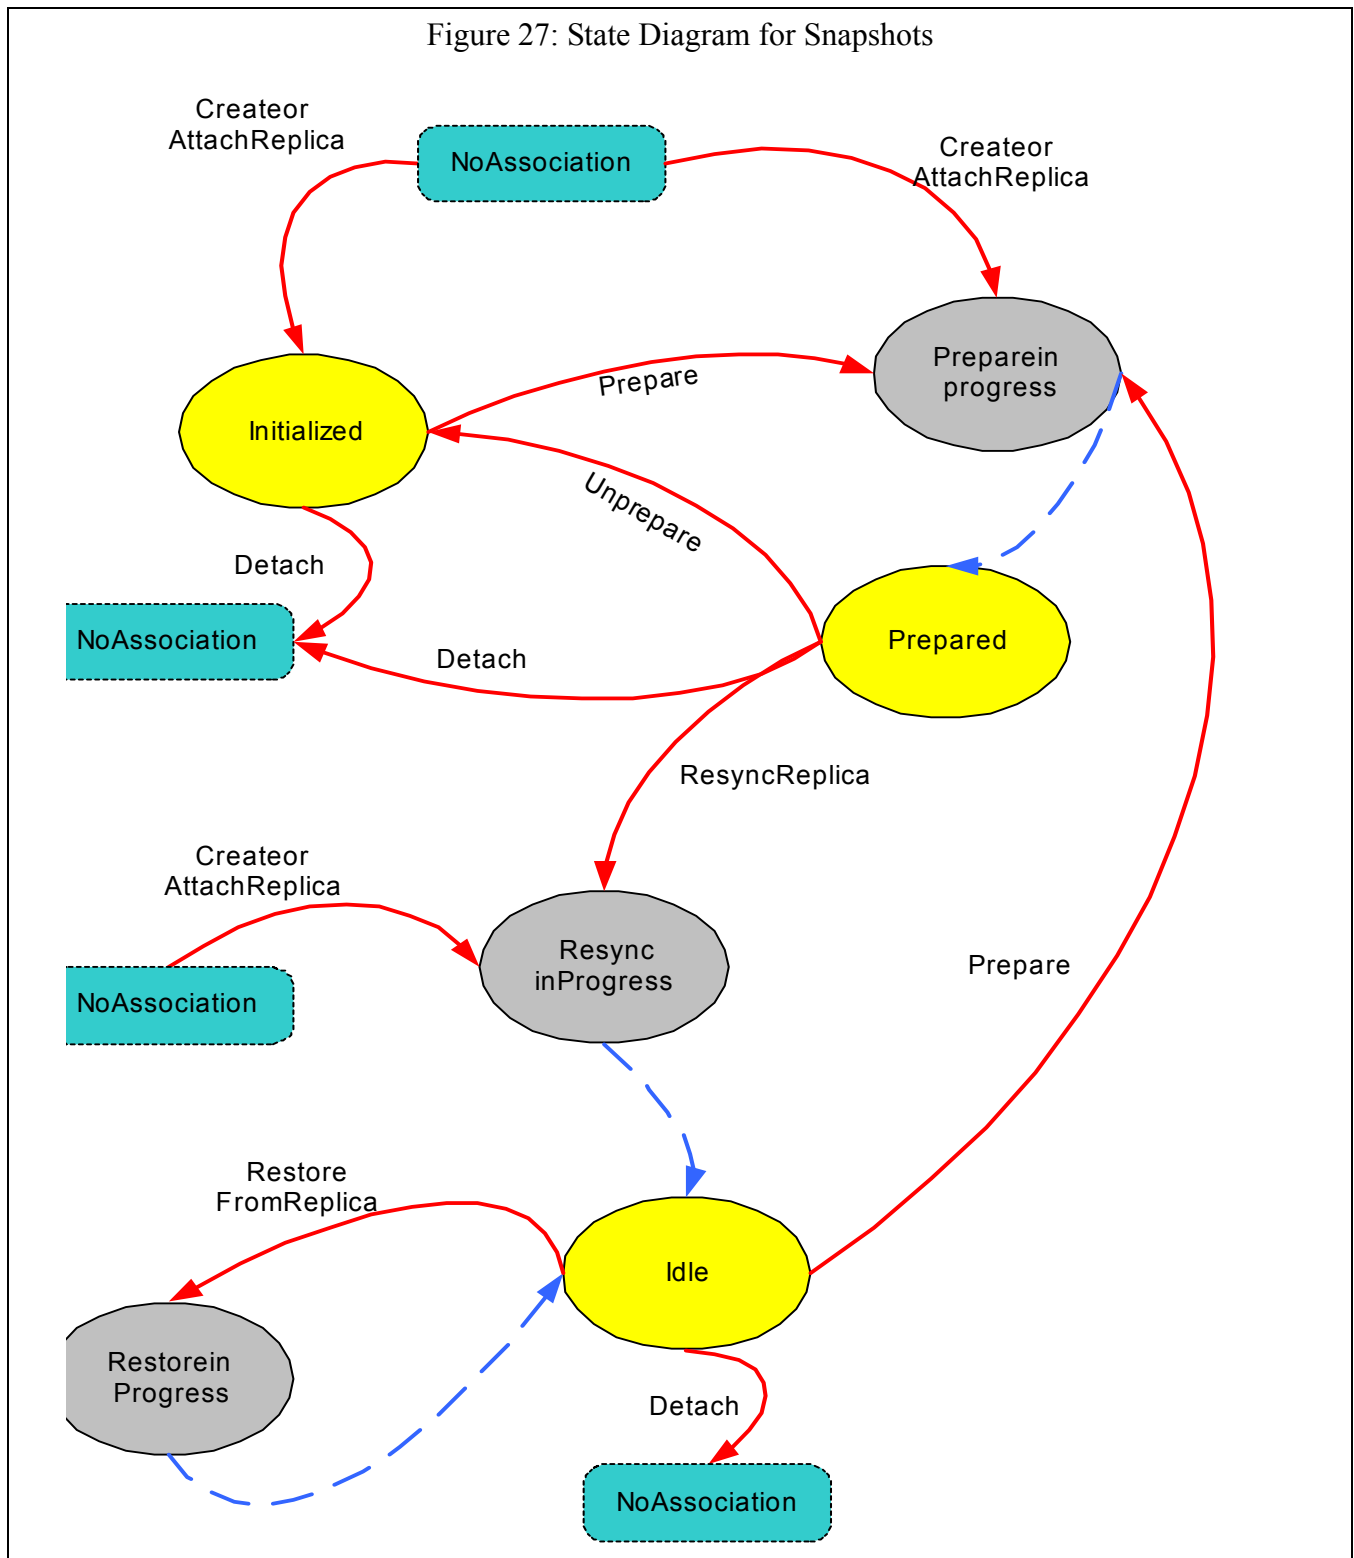 Figure 27: State Diagram for Snapshots
Createor
AttachReplica
NoAssociation
Createor
AttachReplica
Preparein
progress
Prepare
Initialized
Unprepare
Detach
NoAssociation
Prepared
Detach
ResyncReplica
Createor
AttachReplica
Resync
inProgress
Prepare
NoAssociation
Restore
FromReplica
Idle
Restorein
Progress
Detach
NoAssociation